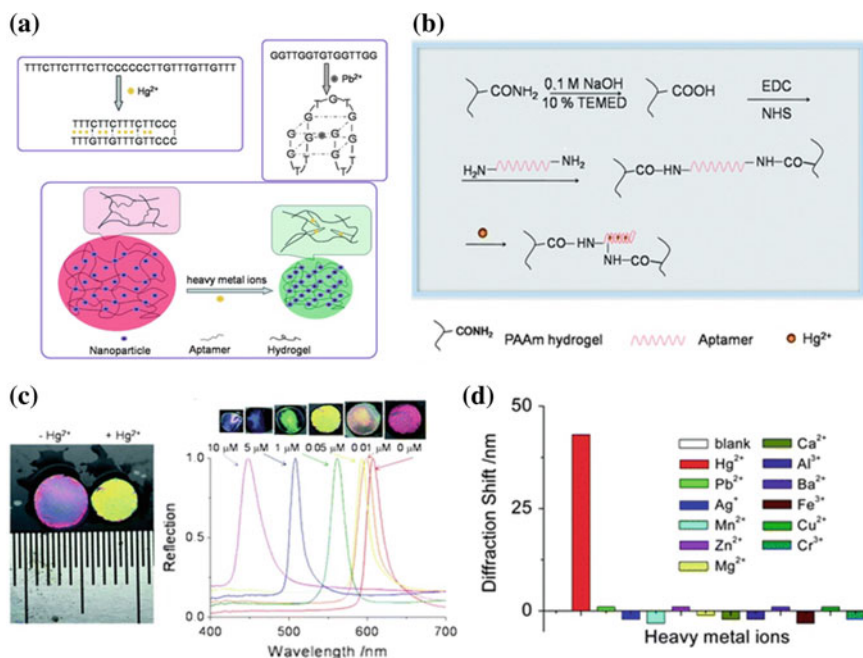 (a)
TTTCTTCTTTCTTCCCCCCTTGTTTGTTGTTT
Hg²⁺
TTTCTTCTTTCTTCCC
TTTGTTGTTTGTTCCC
GGTTGGTGTGGTTGG
Pb²⁺
T G T
G G
G G
G G
G G
T T T T
heavy metal ions
Nanoparticle Aptamer Hydrogel
(b)
CONH₂ 0.1 M NaOH COOH EDC
10 % TEMED NHS
H₂N NH₂ CO-HN NH-CO
CO-HN
NH-CO
CONH₂ PAAm hydrogel Aptamer Hg²⁺
(c)
- Hg²⁺ + Hg²⁺
10 μM 5 μM 1 μM 0.05 μM 0.01 μM 0 μM
Reflection
1.0
0.5
0.0
400 500 600 700
Wavelength /nm
(d)
Diffraction Shift /nm
50
25
0
blank Ca²⁺
Hg²⁺ Al³⁺
Pb²⁺ Ba²⁺
Ag⁺ Fe³⁺
Mn²⁺ Cu²⁺
Zn²⁺ Cr³⁺
Mg²⁺
Heavy metal ions